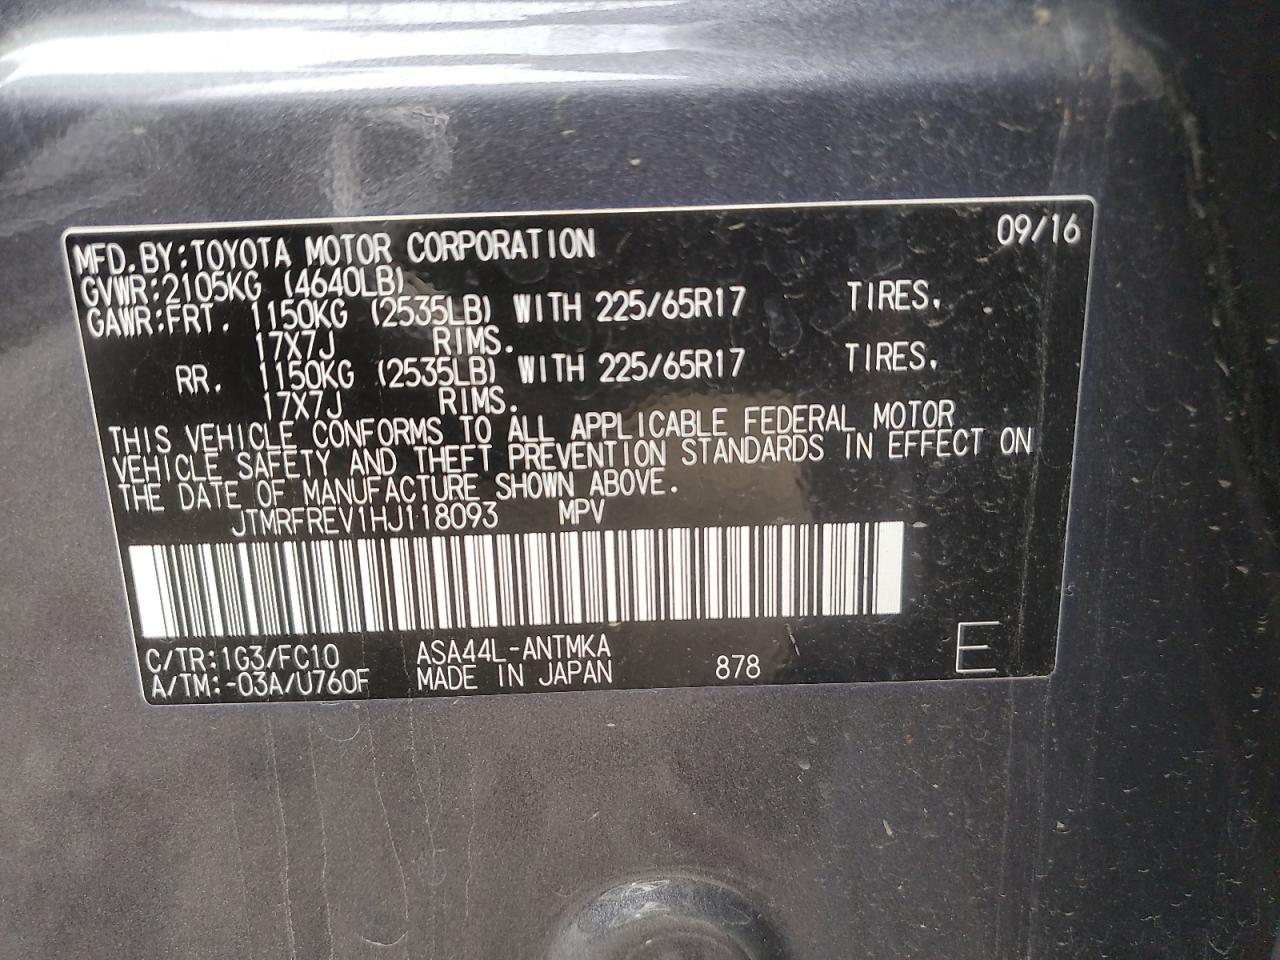 MFD. BY: TOYOTA MOTOR CORPORATION 09/16
GVWR: 2105KG (4640LB)
GAWR: FRT. 1150KG (2535LB) WITH 225/65R17 TIRES,
17X7J RIMS.
RR. 1150KG (2535LB) WITH 225/65R17 TIRES,
17X7J RIMS.
THIS VEHICLE CONFORMS TO ALL APPLICABLE FEDERAL MOTOR
VEHICLE SAFETY AND THEFT PREVENTION STANDARDS IN EFFECT ON
THE DATE OF MANUFACTURE SHOWN ABOVE.
JTMRFREV1HJ118093 MPV
C/TR: 1G3/FC10 ASA44L-ANTMKA
A/TM: -03A/U760F MADE IN JAPAN 878 E